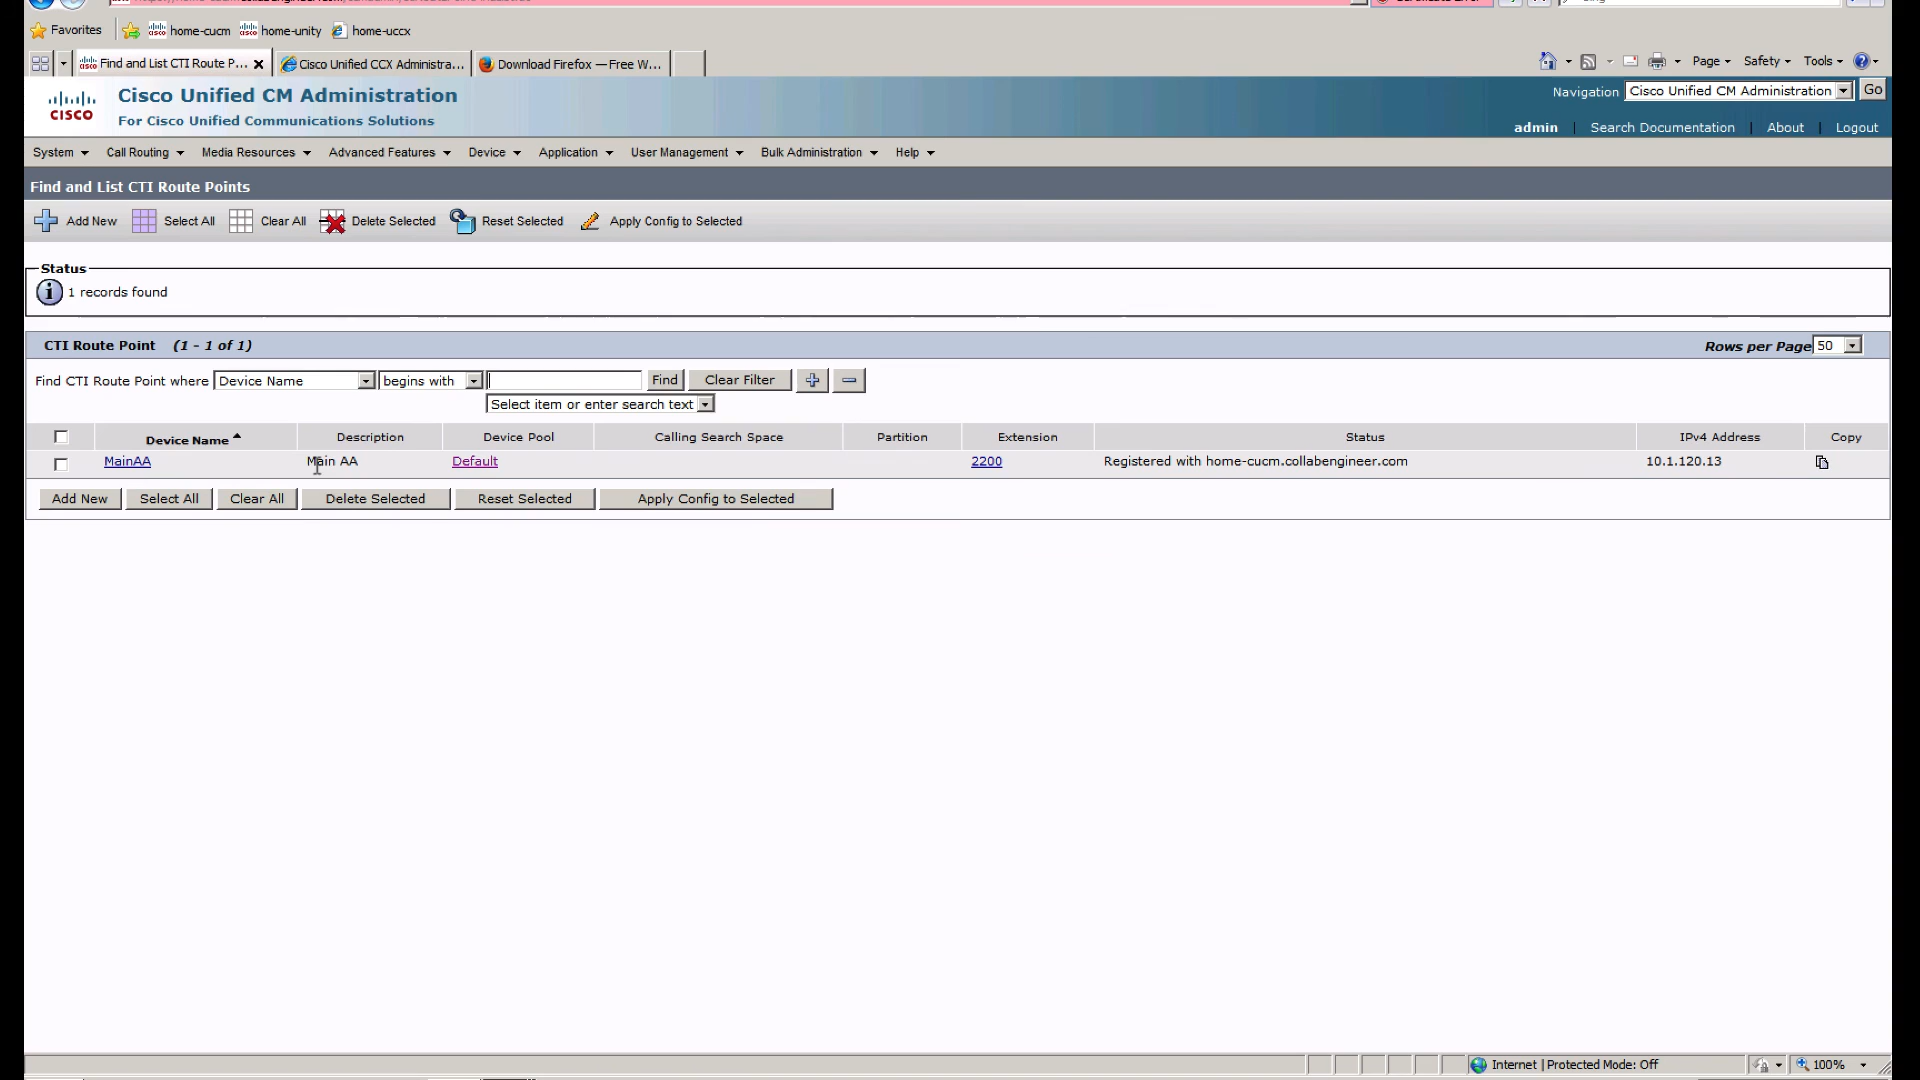 Favorites home-cucm home-unity home-uccx
Find and List CTI Route P... Cisco Unified CCX Administra... Download Firefox — Free W... Page Safety Tools
CISCO
Cisco Unified CM Administration
For Cisco Unified Communications Solutions
Navigation Cisco Unified CM Administration Go
admin Search Documentation About Logout
System Call Routing Media Resources Advanced Features Device Application User Management Bulk Administration Help
Find and List CTI Route Points
Add New Select All Clear All Delete Selected Reset Selected Apply Config to Selected
Status
1 records found
CTI Route Point (1 - 1 of 1) Rows per Page 50
Find CTI Route Point where Device Name begins with Find Clear Filter
Select item or enter search text
Device Name Description Device Pool Calling Search Space Partition Extension Status IPv4 Address Copy
MainAA Main AA Default 2200 Registered with home-cucm.collabengineer.com 10.1.120.13
Add New Select All Clear All Delete Selected Reset Selected Apply Config to Selected
Internet | Protected Mode: Off 100%